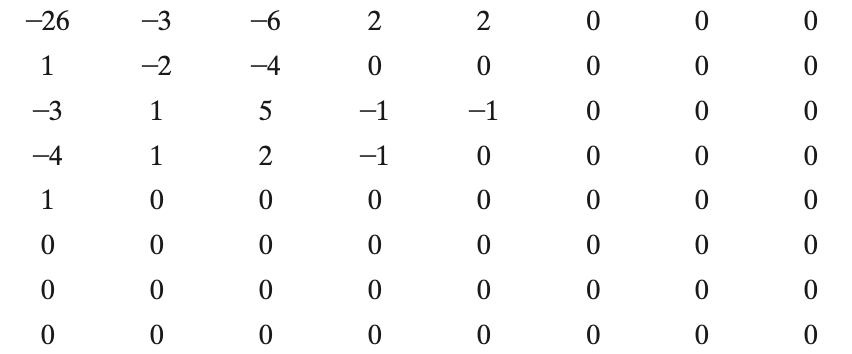 −26 −3 −6 2 2 0 0 0
1 −2 −4 0 0 0 0 0
−3 1 5 −1 −1 0 0 0
−4 1 2 −1 0 0 0 0
1 0 0 0 0 0 0 0
0 0 0 0 0 0 0 0
0 0 0 0 0 0 0 0
0 0 0 0 0 0 0 0